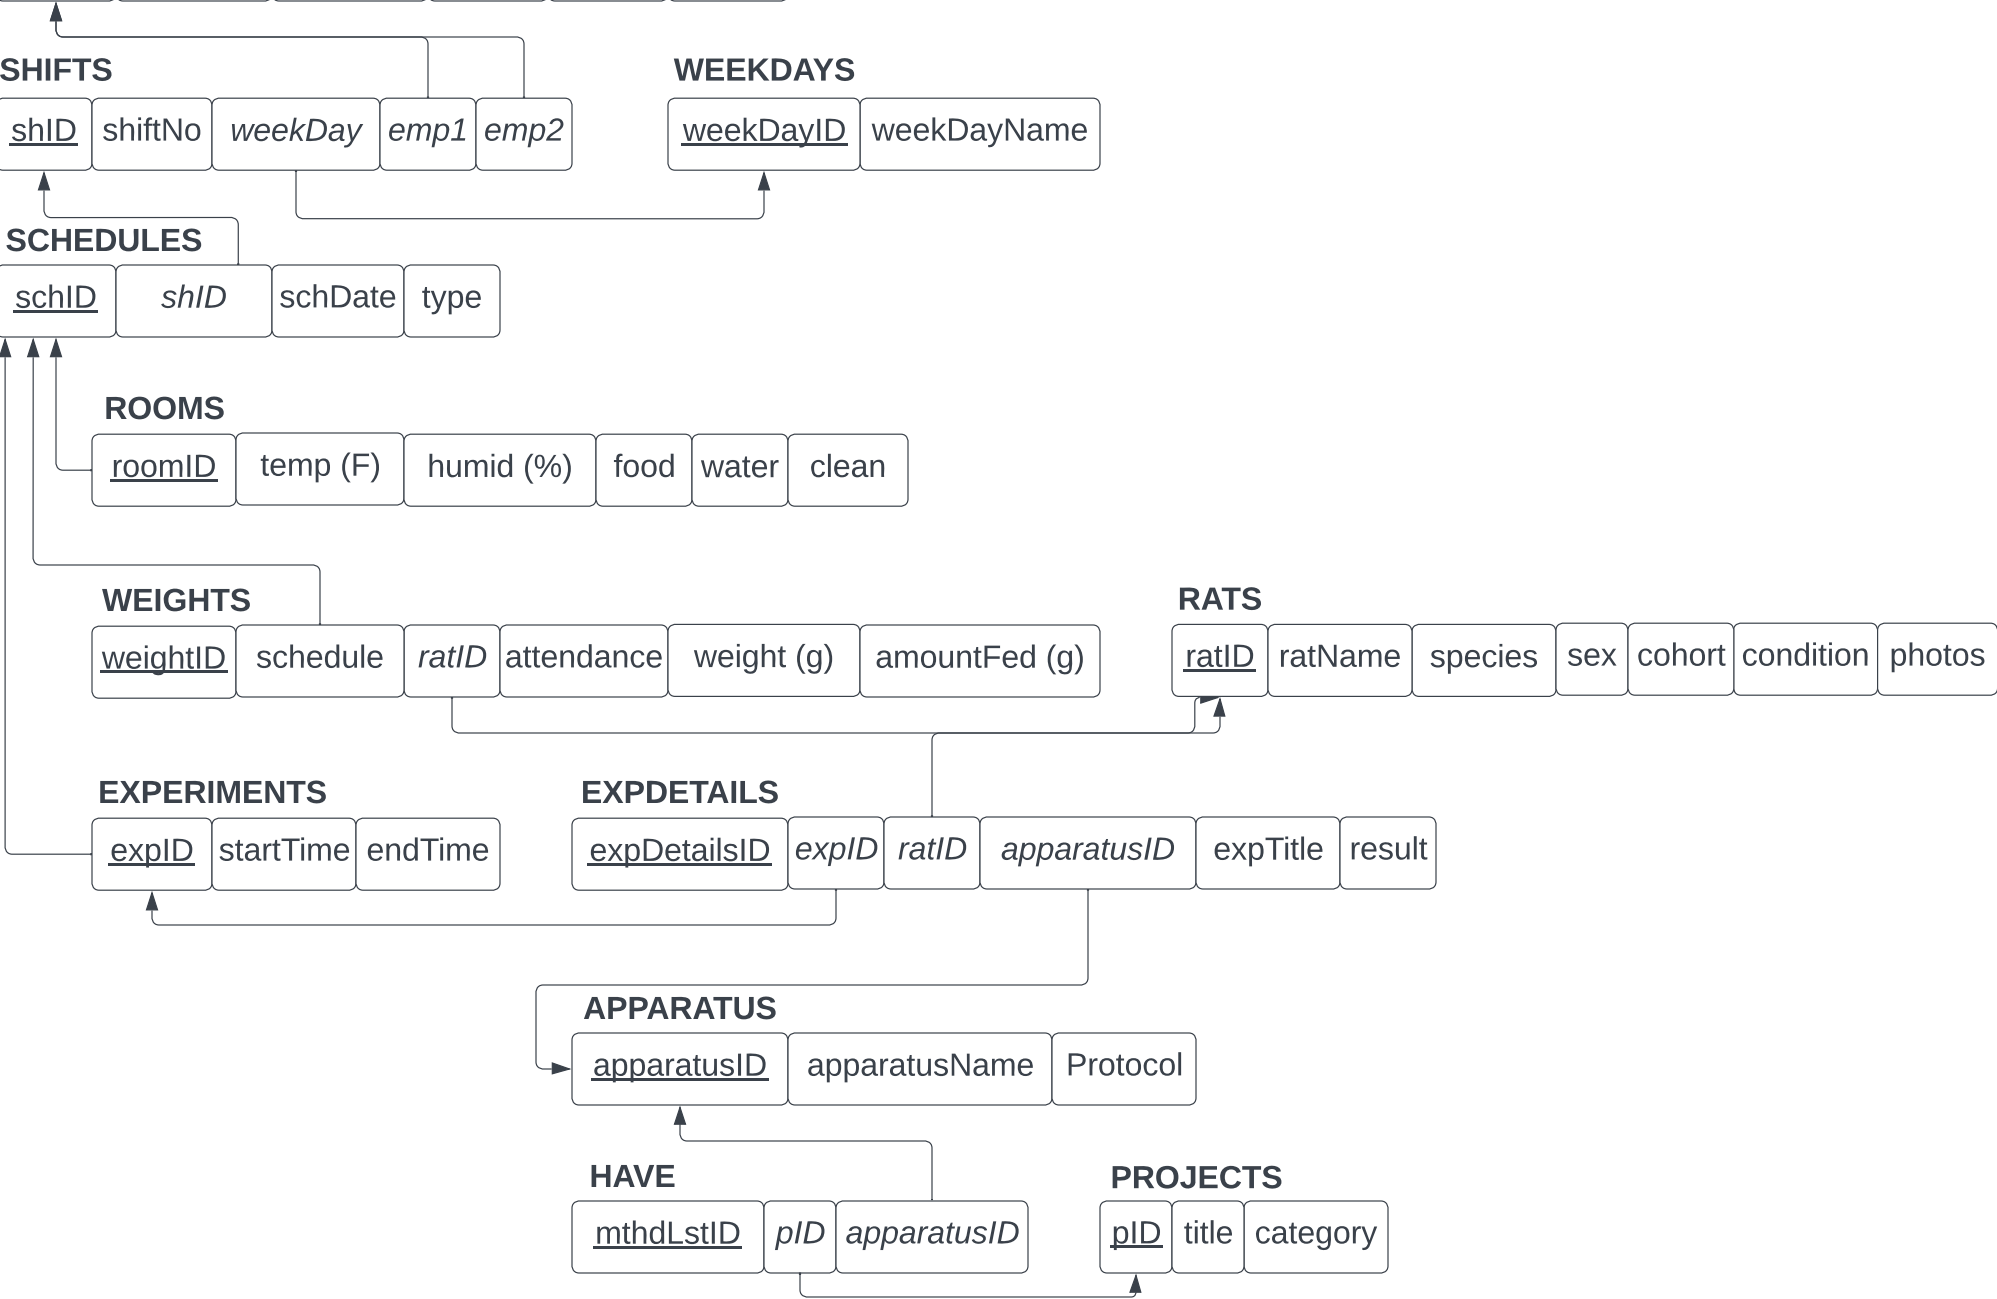 SHIFTS
shID shiftNo weekDay emp1 emp2
WEEKDAYS
weekDayID weekDayName
SCHEDULES
schID shID schDate type
ROOMS
roomID temp (F) humid (%) food water clean
WEIGHTS
weightID schedule ratID attendance weight (g) amountFed (g)
RATS
ratID ratName species sex cohort condition photos
EXPERIMENTS
expID startTime endTime
EXPDETAILS
expDetailsID expID ratID apparatusID expTitle result
APPARATUS
apparatusID apparatusName Protocol
HAVE
mthdLstID pID apparatusID
PROJECTS
pID title category